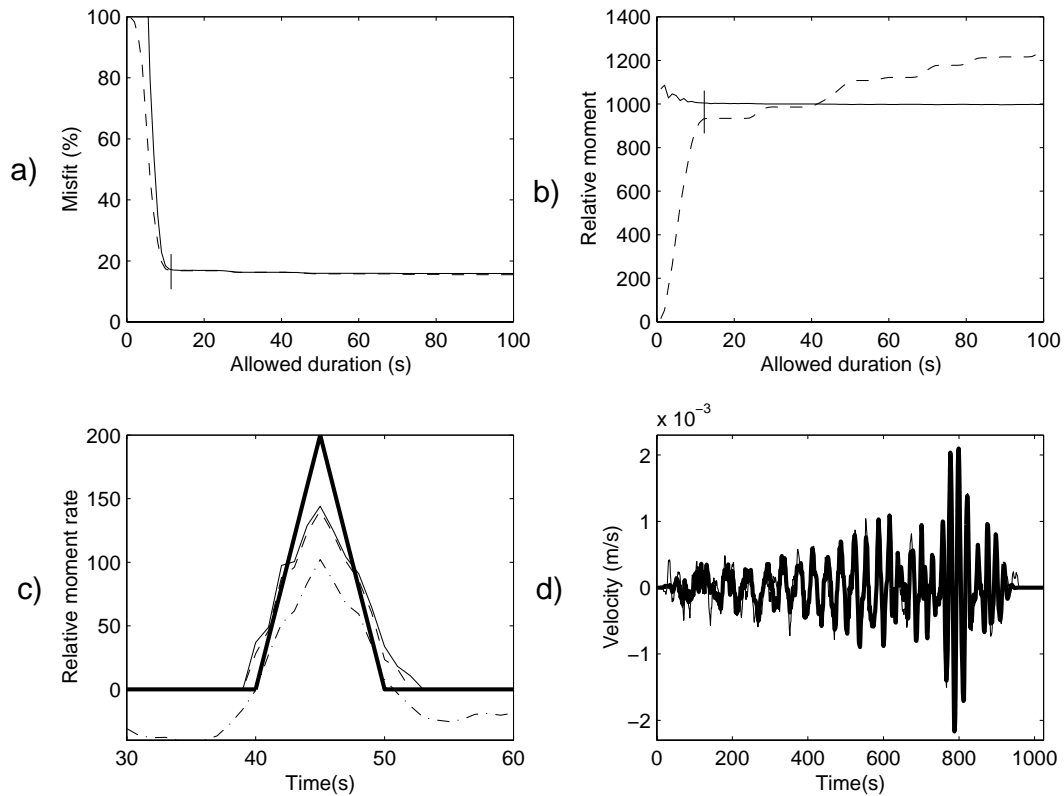 a)
Misfit (%)
100
80
60
40
20
0
0 20 40 60 80 100
Allowed duration (s)
b)
Relative moment
1400
1200
1000
800
600
400
200
0
0 20 40 60 80 100
Allowed duration (s)
c)
Relative moment rate
200
150
100
50
0
30 40 50 60
Time(s)
d)
Velocity (m/s)
x 10⁻³
2
1
0
−1
−2
0 200 400 600 800 1000
Time(s)